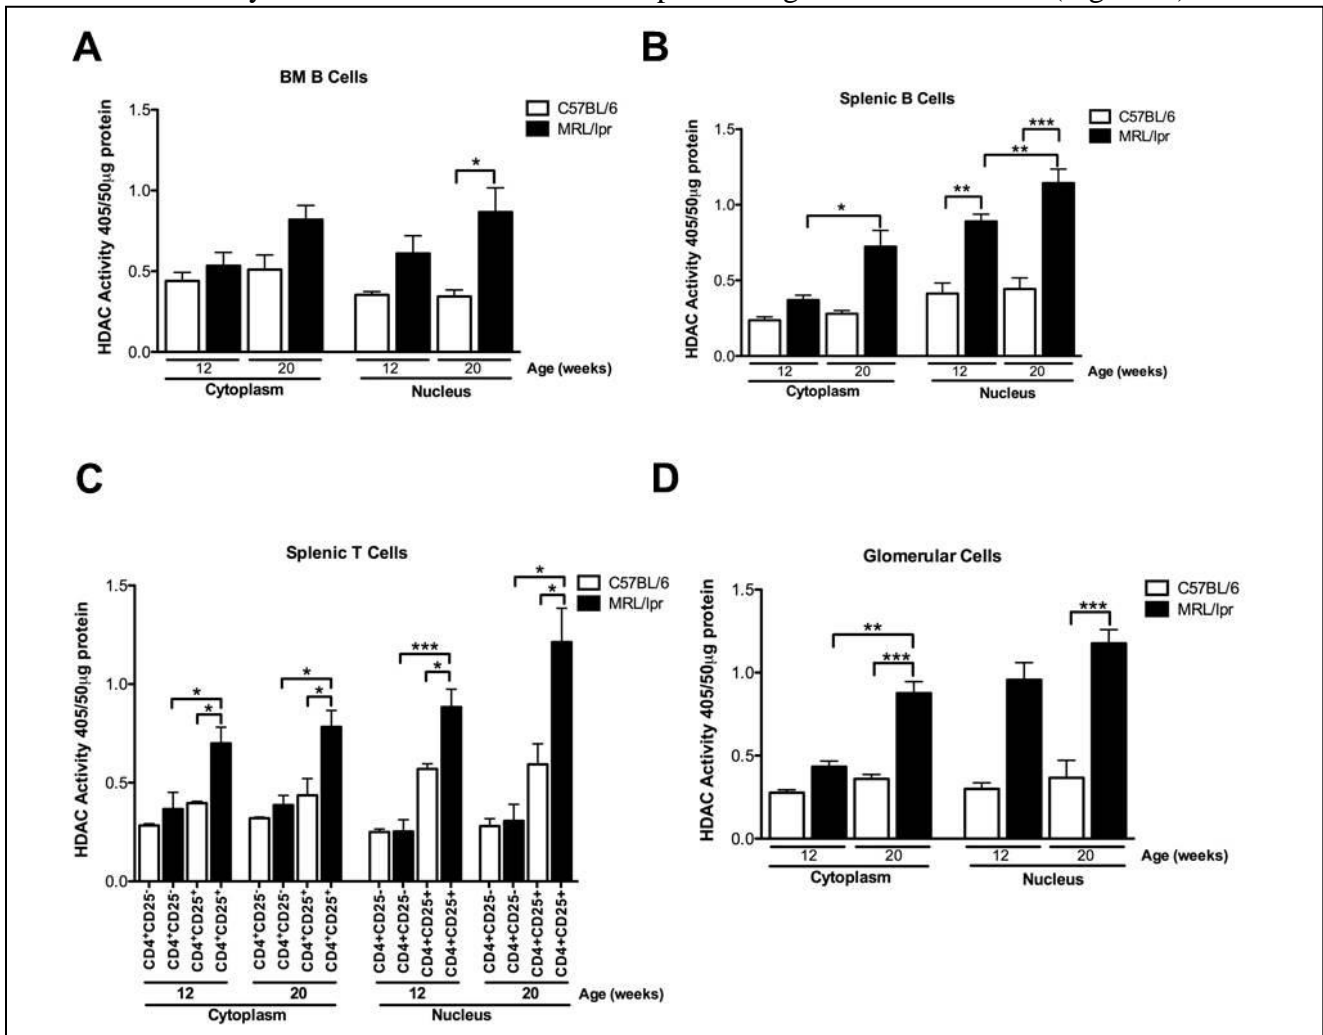 A
BM B Cells
HDAC Activity 405/50µg protein
1.5
1.0
0.5
0.0
C57BL/6
MRL/lpr
*
12 20 12 20 Age (weeks)
Cytoplasm Nucleus
B
Splenic B Cells
HDAC Activity 405/50µg protein
1.5
1.0
0.5
0.0
C57BL/6
MRL/lpr
***
**
**
*
12 20 12 20 Age (weeks)
Cytoplasm Nucleus
C
Splenic T Cells
HDAC Activity 405/50µg protein
1.5
1.0
0.5
0.0
C57BL/6
MRL/lpr
*
*
*
*
***
*
*
*
CD4⁺CD25⁻
CD4⁺CD25⁻
CD4⁺CD25⁺
CD4⁺CD25⁺
CD4⁺CD25⁻
CD4⁺CD25⁻
CD4⁺CD25⁺
CD4⁺CD25⁺
CD4+CD25-
CD4+CD25-
CD4+CD25+
CD4+CD25+
CD4+CD25-
CD4+CD25-
CD4+CD25+
CD4+CD25+
12 20 12 20 Age (weeks)
Cytoplasm Nucleus
D
Glomerular Cells
HDAC Activity 405/50µg protein
1.5
1.0
0.5
0.0
C57BL/6
MRL/lpr
**
***
***
12 20 12 20 Age (weeks)
Cytoplasm Nucleus